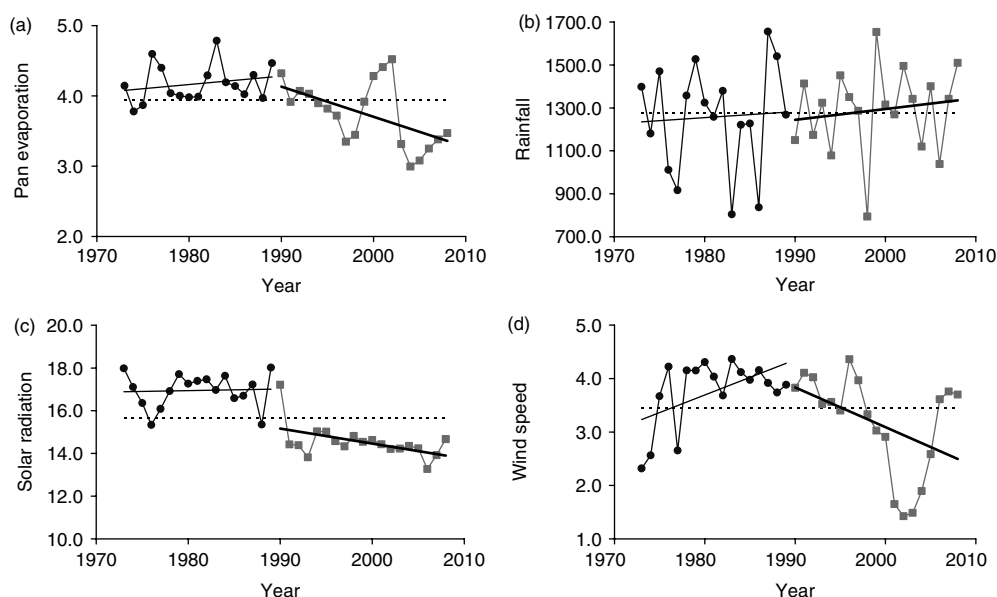 (a)
5.0
4.0
3.0
2.0
Pan evaporation
1970 1980 1990 2000 2010
Year
(b)
1700.0
1500.0
1300.0
1100.0
900.0
700.0
Rainfall
1970 1980 1990 2000 2010
Year
(c)
20.0
18.0
16.0
14.0
12.0
10.0
Solar radiation
1970 1980 1990 2000 2010
Year
(d)
5.0
4.0
3.0
2.0
1.0
Wind speed
1970 1980 1990 2000 2010
Year